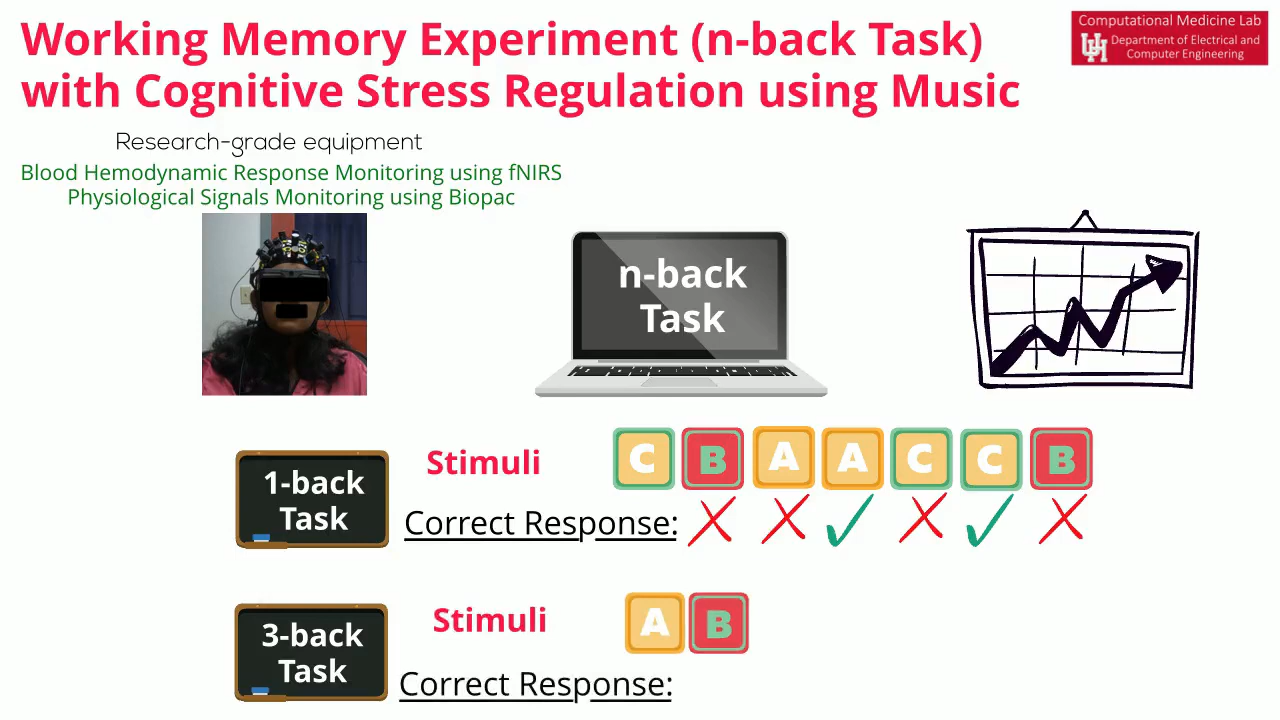 Working Memory Experiment (n-back Task)
with Cognitive Stress Regulation using Music
Computational Medicine Lab
UH Department of Electrical and
Computer Engineering
Research-grade equipment
Blood Hemodynamic Response Monitoring using fNIRS
Physiological Signals Monitoring using Biopac
n-back
Task
1-back
Task
Stimuli
C B A A C C B
Correct Response:
3-back
Task
Stimuli
A B
Correct Response: